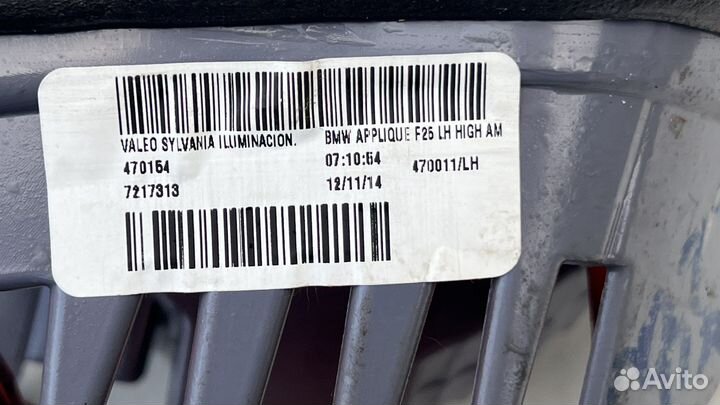 VALEO SYLVANIA ILUMINACION. BMW APPLIQUE F25 LH HIGH AM
470154 07:10:54 470011/LH
7217313 12/11/14
Avito